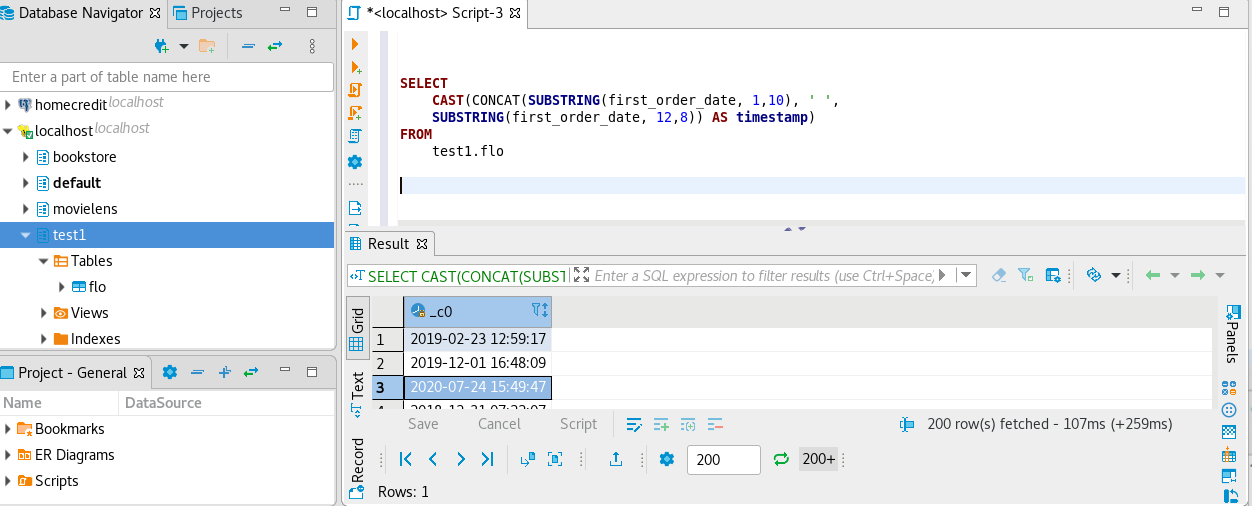 Database Navigator
Projects
Enter a part of table name here
homecredit localhost
localhost localhost
bookstore
default
movielens
test1
Tables
flo
Views
Indexes
Project - General
Name DataSource
Bookmarks
ER Diagrams
Scripts
*<localhost> Script-3
SELECT
CAST(CONCAT(SUBSTRING(first_order_date, 1,10), ' ',
SUBSTRING(first_order_date, 12,8)) AS timestamp)
FROM
test1.flo
Result
SELECT CAST(CONCAT(SUBST
Enter a SQL expression to filter results (use Ctrl+Space)
Grid
Text
Record
_c0
1 2019-02-23 12:59:17
2 2019-12-01 16:48:09
3 2020-07-24 15:49:47
Panels
Save Cancel Script
200 row(s) fetched - 107ms (+259ms)
200
200+
Rows: 1